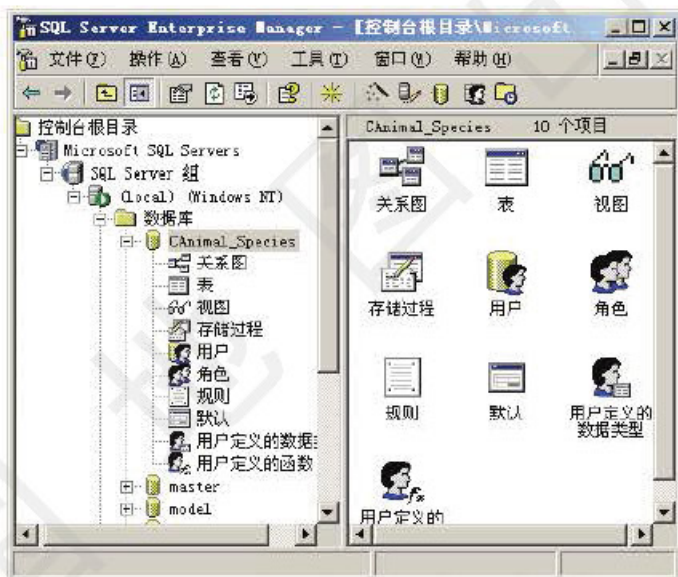 SQL Server Enterprise Manager - [控制台根目录\Microsoft
文件(F) 操作(A) 查看(V) 工具(T) 窗口(W) 帮助(H)
控制台根目录
Microsoft SQL Servers
SQL Server 组
(local) (Windows NT)
数据库
CAnimal_Species
关系图
表
视图
存储过程
用户
角色
规则
默认
用户定义的数据
用户定义的函数
master
model
CAnimal_Species 10 个项目
关系图 表 视图
存储过程 用户 角色
规则 默认 用户定义的
数据类型
用户定义的